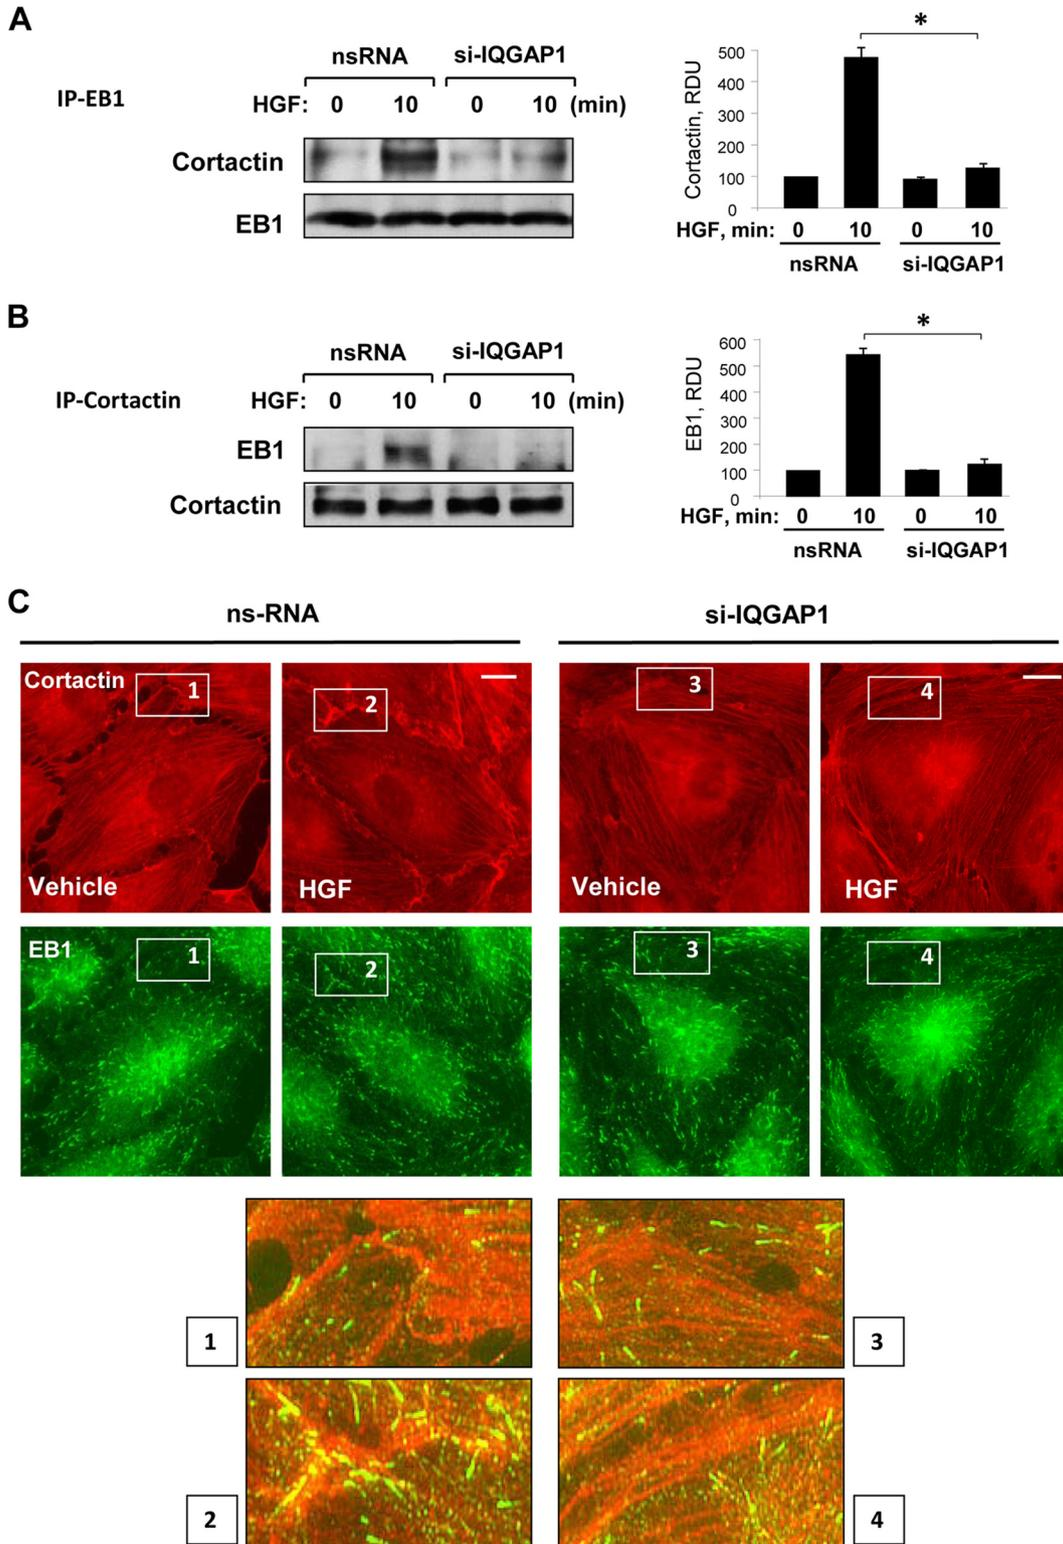 A
IP-EB1
nsRNA si-IQGAP1
HGF: 0 10 0 10 (min)
Cortactin
EB1
*
Cortactin, RDU
500
400
300
200
100
0
HGF, min: 0 10 0 10
nsRNA si-IQGAP1
B
IP-Cortactin
nsRNA si-IQGAP1
HGF: 0 10 0 10 (min)
EB1
Cortactin
*
EB1, RDU
600
500
400
300
200
100
0
HGF, min: 0 10 0 10
nsRNA si-IQGAP1
C
ns-RNA si-IQGAP1
Cortactin 1 2 3 4
Vehicle HGF Vehicle HGF
EB1 1 2 3 4
1 3
2 4